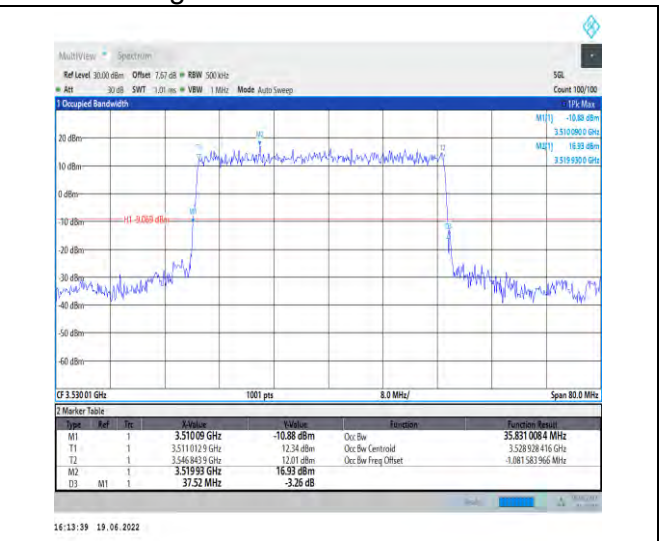 MultiView Spectrum
Ref Level 30.00 dBm Offset 7.67 dB RBW 500 kHz SGL
Att 30 dB SWT 1.01 ms VBW 1 MHz Mode Auto Sweep Count 100/100
1 Occupied Bandwidth 1Pk Max
M1[1] -10.88 dBm
3.510 090 0 GHz
M2[1] 16.93 dBm
3.519 930 0 GHz
M2
T2
20 dBm
10 dBm
0 dBm
M1
-10 dBm
H1 -9.069 dBm
D3
-20 dBm
-30 dBm
-40 dBm
-50 dBm
-60 dBm
CF 3.530 01 GHz 1001 pts 8.0 MHz/ Span 80.0 MHz
2 Marker Table
Type Ref Trc X-Value Y-Value Function Function Result
M1 1 3.51009 GHz -10.88 dBm Occ Bw 35.831 008 4 MHz
T1 1 3.511 012 9 GHz 12.34 dBm Occ Bw Centroid 3.528 928 416 GHz
T2 1 3.546 843 9 GHz 12.01 dBm Occ Bw Freq Offset -1.081 583 966 MHz
M2 1 3.51993 GHz 16.93 dBm
D3 M1 1 37.52 MHz -3.26 dB
16:13:39 19.06.2022